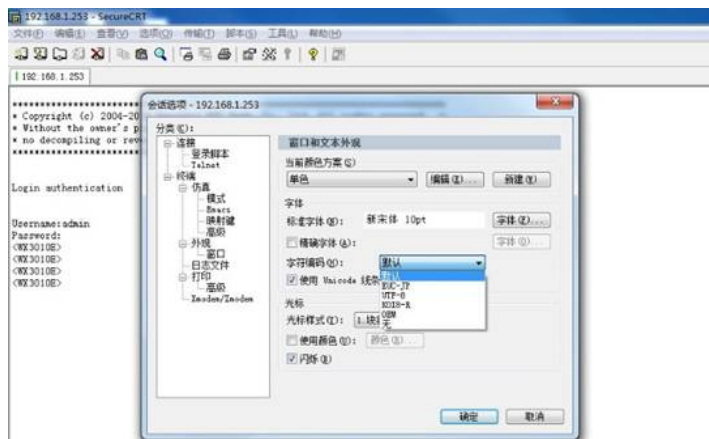 192.168.1.253 - SecureCRT
文件(F) 编辑(E) 查看(V) 选项(O) 传输(T) 脚本(S) 工具(L) 帮助(H)
192.168.1.253
* Copyright (c) 2004-20
* Without the owner's p
* no decompiling or rev
Login authentication
Username:admin
Password:
<WX3010E>
<WX3010E>
<WX3010E>
<WX3010E>
会话选项 - 192.168.1.253
分类(C):
连接
登录脚本
Telnet
终端
仿真
模式
Emacs
映射键
高级
外观
窗口
日志文件
打印
高级
Xmodem/Zmodem
窗口和文本外观
当前颜色方案(S)
单色
编辑(E)...
新建(W)
字体
标准字体(N):
新宋体 10pt
字体(F)...
精确字体(A):
字体(O)...
字符编码(H):
默认
默认
EUC-JP
UTF-8
KOI8-R
OEM
无
使用 Unicode 线条
光标
光标样式(T):
使用颜色(U):
颜色(R)...
闪烁(B)
确定
取消